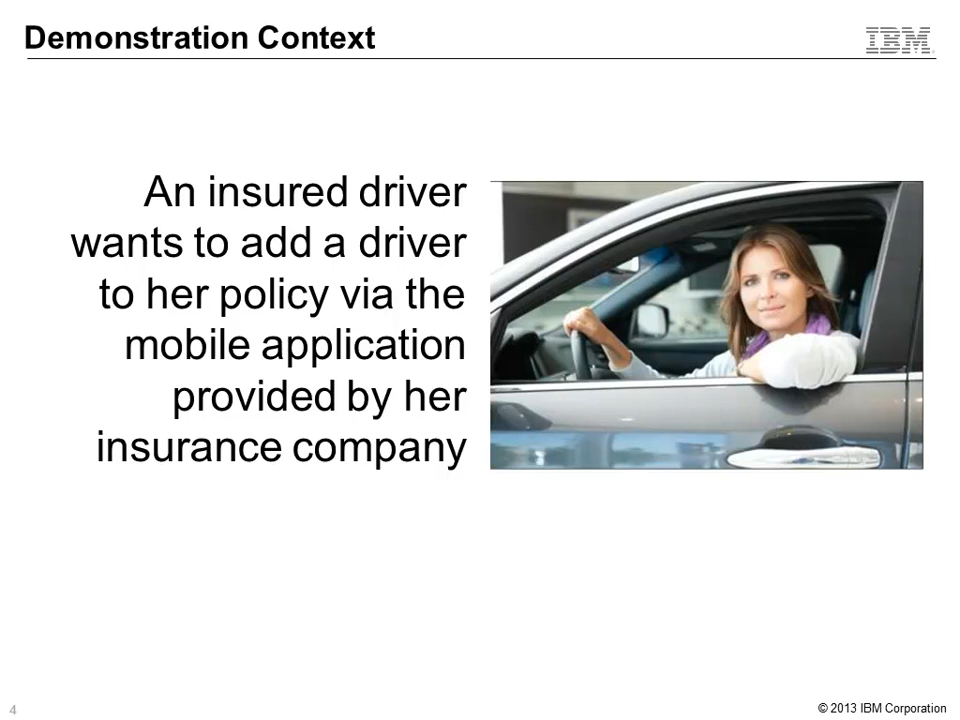 Demonstration Context
IBM
An insured driver
wants to add a driver
to her policy via the
mobile application
provided by her
insurance company
4
© 2013 IBM Corporation